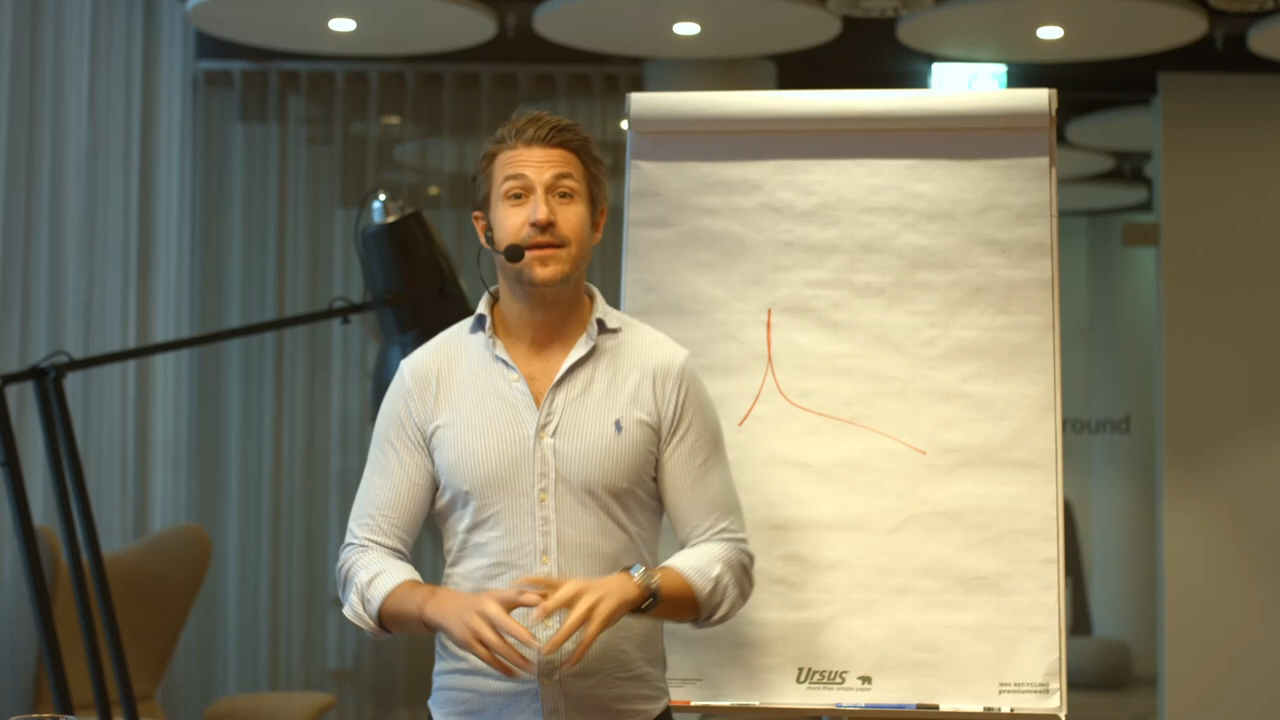 round
Ursus
more than simple paper
100% RECYCLING
premiumweiß